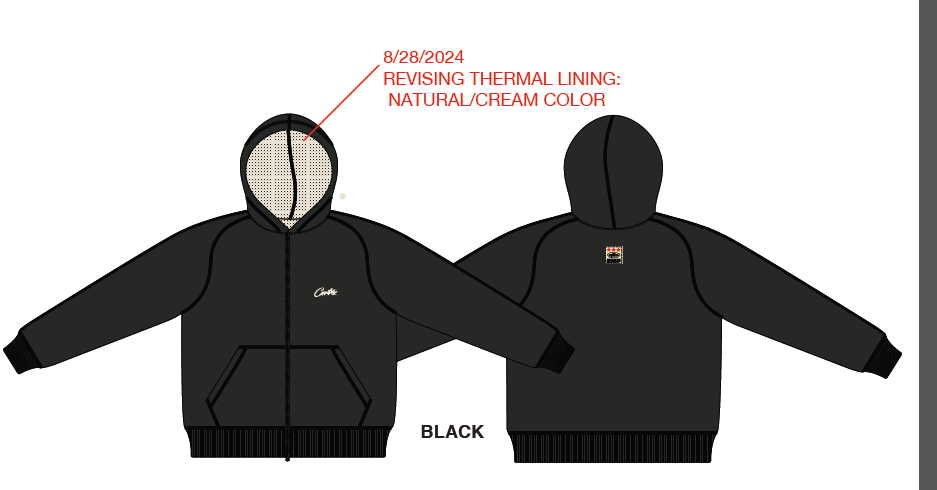 8/28/2024
REVISING THERMAL LINING:
NATURAL/CREAM COLOR
BLACK